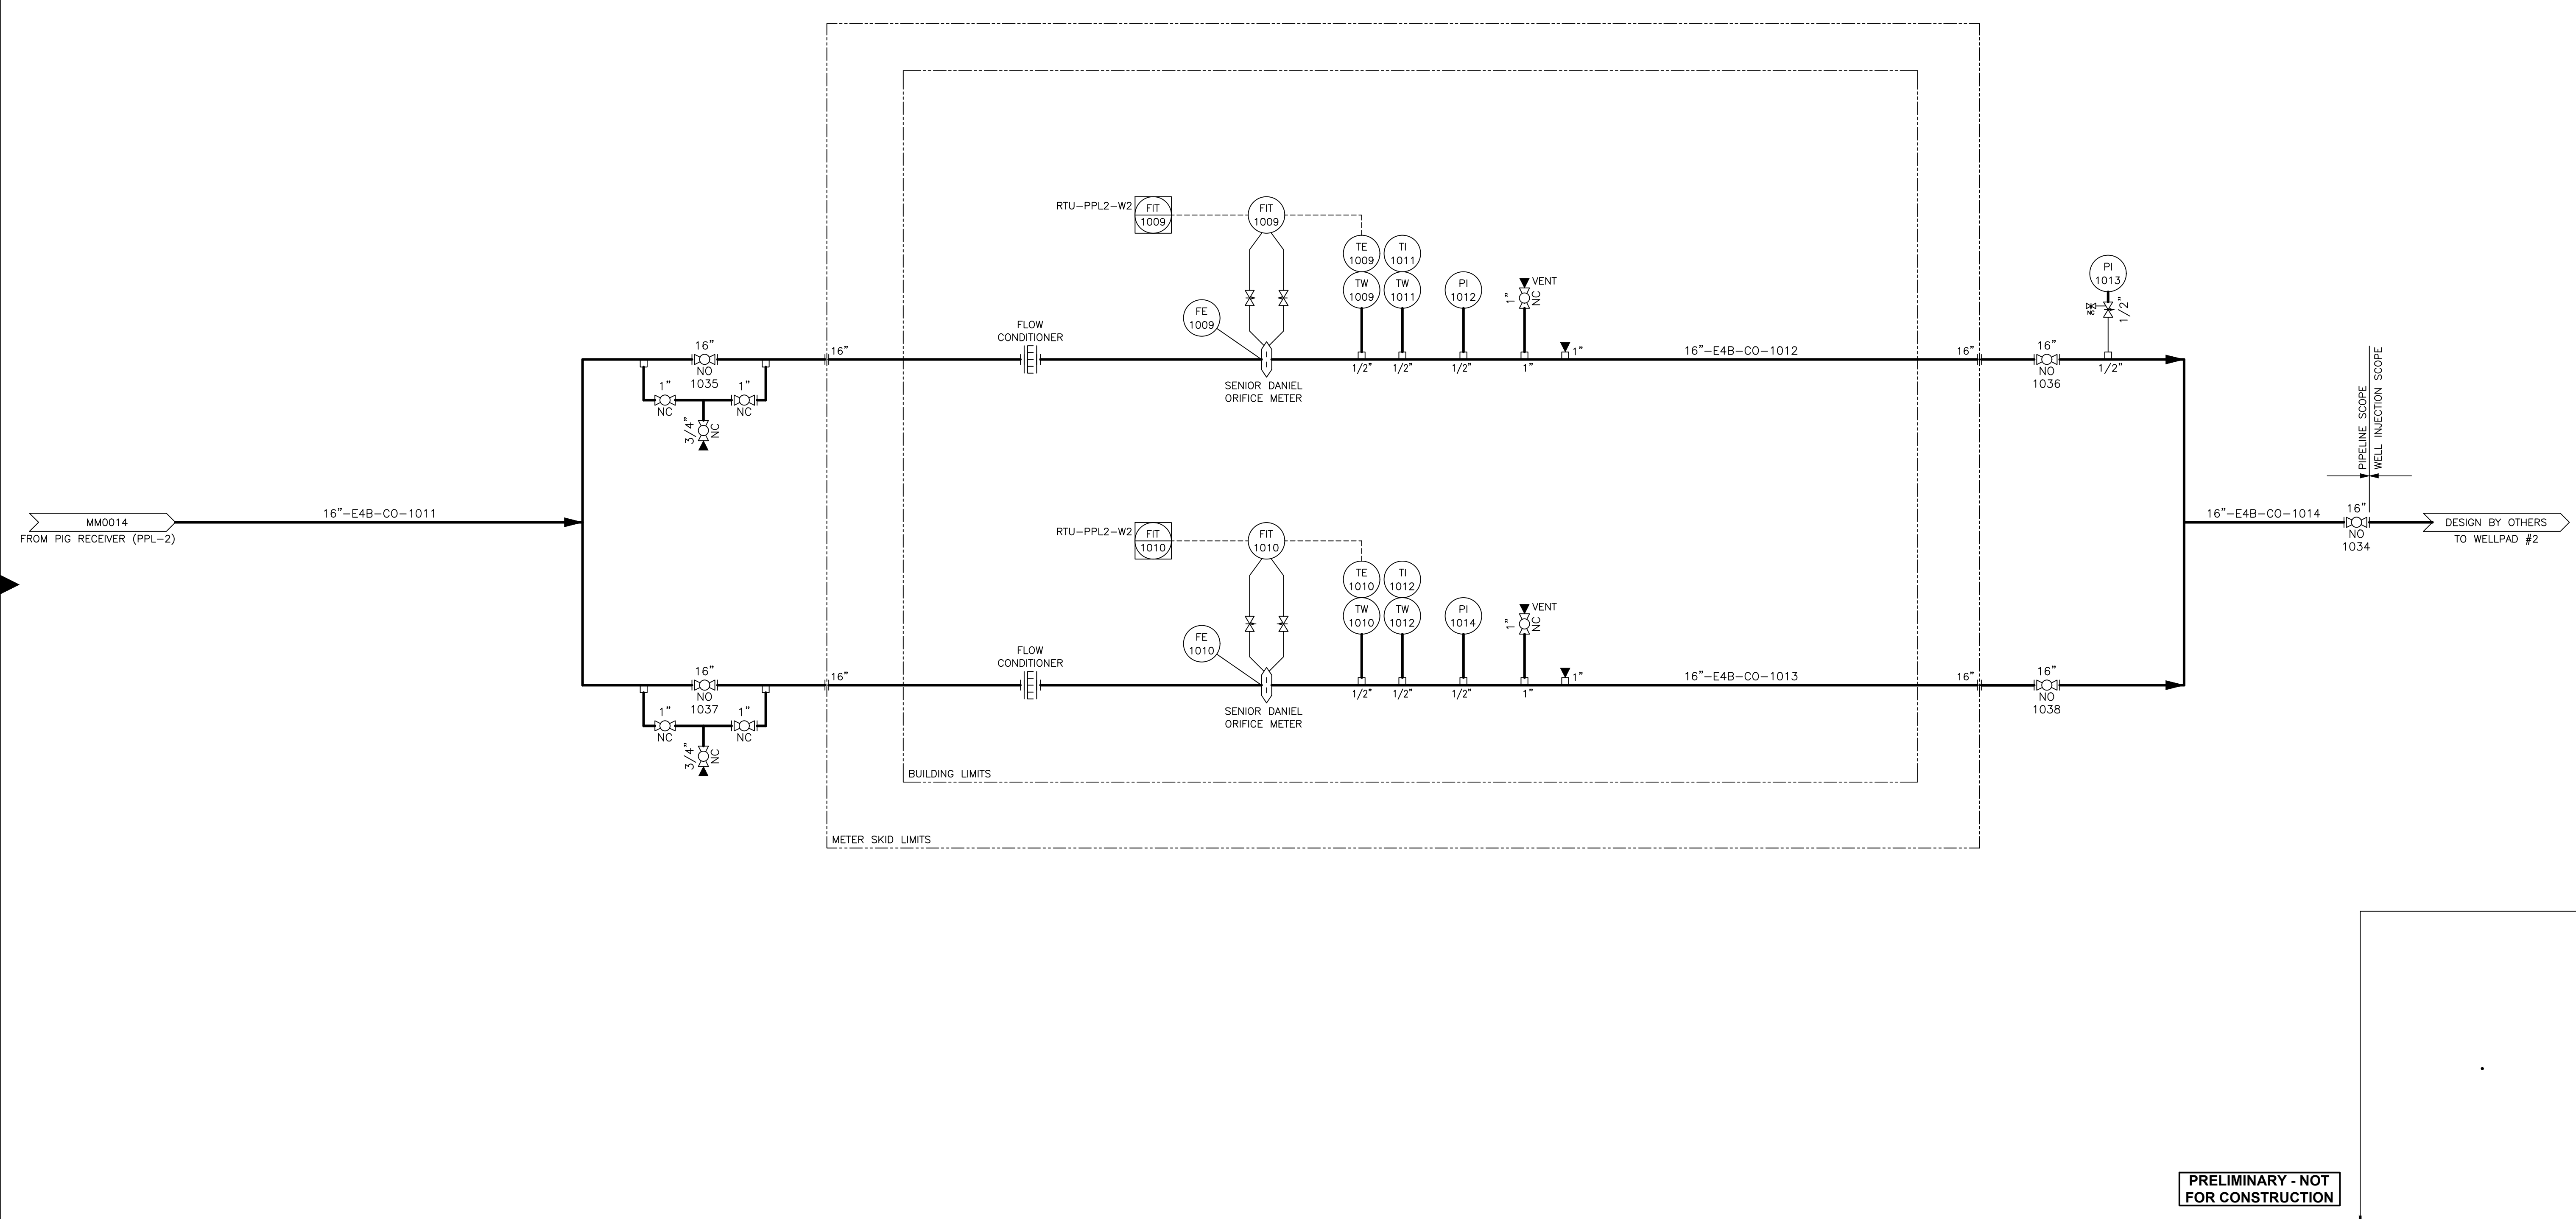 RTU-PPL2-W2
FIT
1009
FIT
1009
TE
1009
TW
1009
TI
1011
TW
1011
PI
1012
VENT
1"
NC
FE
1009
FLOW
CONDITIONER
16"
NO
1035
1"
NC
1"
NC
3/4"
NC
16"
SENIOR DANIEL
ORIFICE METER
1/2"
1/2"
1/2"
1"
1"
16"-E4B-CO-1012
16"
16"
NO
1036
PI
1013
NC
1/2"
1/2"
PIPELINE SCOPE
WELL INJECTION SCOPE
MM0014
FROM PIG RECEIVER (PPL-2)
16"-E4B-CO-1011
16"-E4B-CO-1014
16"
NO
1034
DESIGN BY OTHERS
TO WELLPAD #2
RTU-PPL2-W2
FIT
1010
FIT
1010
TE
1010
TW
1010
TI
1012
TW
1012
PI
1014
VENT
1"
NC
FE
1010
FLOW
CONDITIONER
16"
NO
1037
1"
NC
1"
NC
3/4"
NC
16"
SENIOR DANIEL
ORIFICE METER
1/2"
1/2"
1/2"
1"
1"
16"-E4B-CO-1013
16"
16"
NO
1038
BUILDING LIMITS
METER SKID LIMITS
PRELIMINARY - NOT
FOR CONSTRUCTION